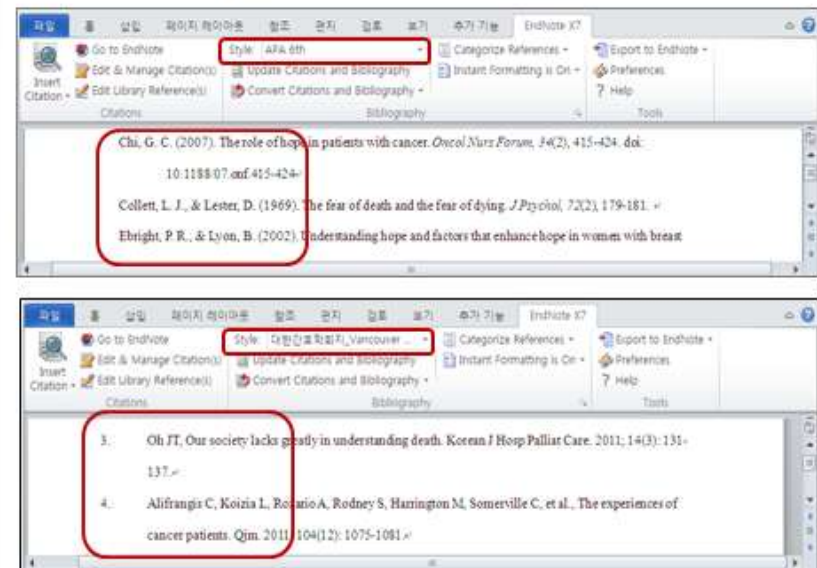 파일 홈 삽입 페이지 레이아웃 참조 편지 검토 보기 추가 기능 EndNote X7
Go to EndNote Style: APA 6th Categorize References Export to EndNote
Edit & Manage Citation(s) Update Citations and Bibliography Instant Formatting is On Preferences
Insert Citation Edit Library Reference(s) Convert Citations and Bibliography Help
Citations Bibliography Tools
Chi, G. C. (2007). The role of hope in patients with cancer. Oncol Nurs Forum, 34(2), 415-424. doi:
10.1188/07.onf.415-424
Collett, L. J., & Lester, D. (1969). The fear of death and the fear of dying. J Psychol, 72(2), 179-181.
Ebright, P. R., & Lyon, B. (2002). Understanding hope and factors that enhance hope in women with breast
파일 홈 삽입 페이지 레이아웃 참조 편지 검토 보기 추가 기능 EndNote X7
Go to EndNote Style: 대한간호학회지_Vancouver ... Categorize References Export to EndNote
Edit & Manage Citation(s) Update Citations and Bibliography Instant Formatting is On Preferences
Insert Citation Edit Library Reference(s) Convert Citations and Bibliography Help
Citations Bibliography Tools
3. Oh JT, Our society lacks greatly in understanding death. Korean J Hosp Palliat Care. 2011; 14(3): 131-
137.
4. Alifrangis C, Koizia L, Rozario A, Rodney S, Harrington M, Somerville C, et al., The experiences of
cancer patients. Qjm. 2011; 104(12): 1075-1081.